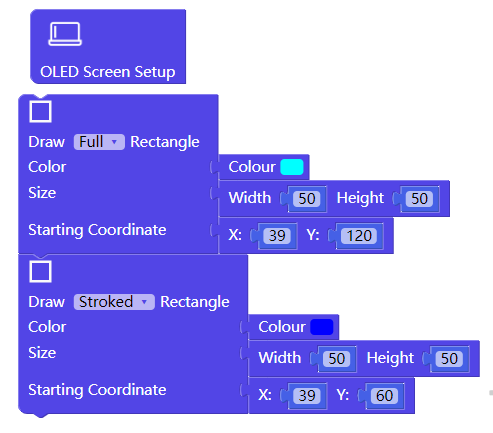 OLED Screen Setup
Draw Full Rectangle
Color Colour
Size Width 50 Height 50
Starting Coordinate X: 39 Y: 120
Draw Stroked Rectangle
Color Colour
Size Width 50 Height 50
Starting Coordinate X: 39 Y: 60